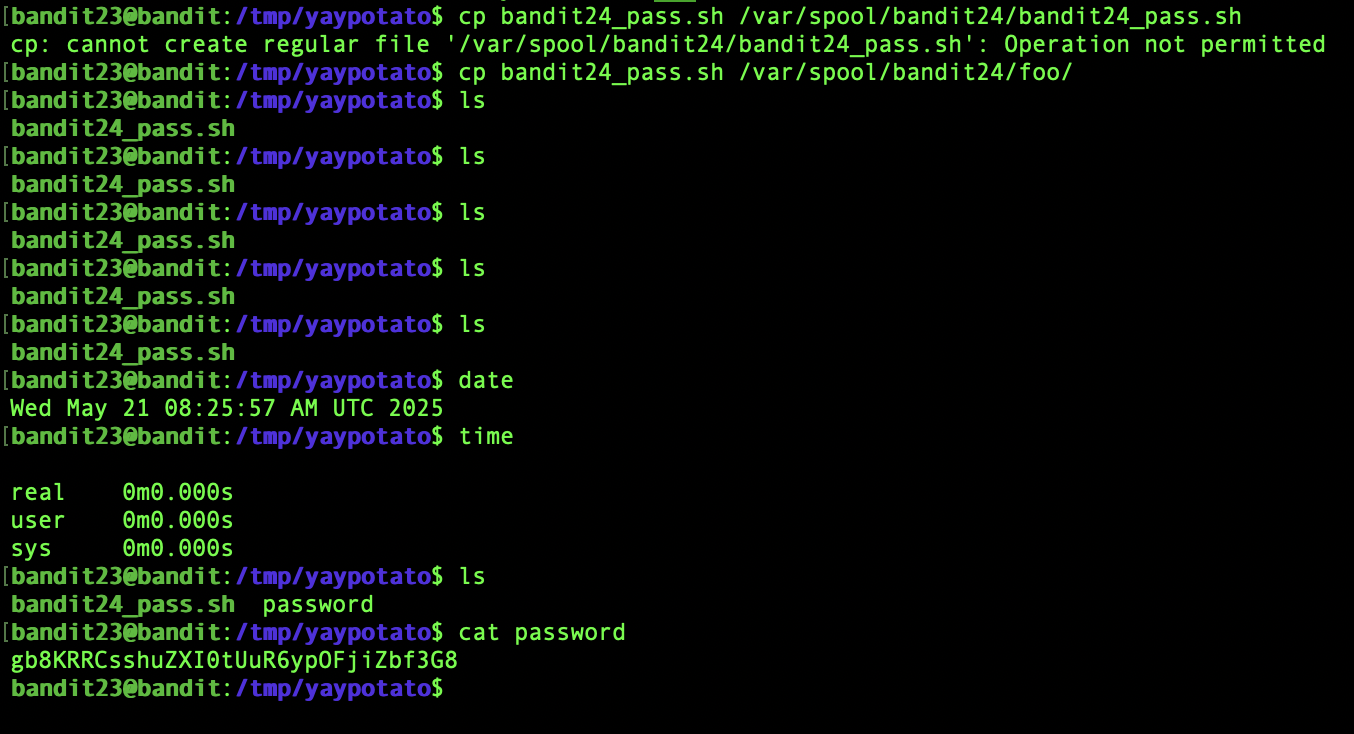 [bandit23@bandit:/tmp/yaypotato$ cp bandit24_pass.sh /var/spool/bandit24/bandit24_pass.sh
cp: cannot create regular file '/var/spool/bandit24/bandit24_pass.sh': Operation not permitted
[bandit23@bandit:/tmp/yaypotato$ cp bandit24_pass.sh /var/spool/bandit24/foo/
[bandit23@bandit:/tmp/yaypotato$ ls
bandit24_pass.sh
[bandit23@bandit:/tmp/yaypotato$ ls
bandit24_pass.sh
[bandit23@bandit:/tmp/yaypotato$ ls
bandit24_pass.sh
[bandit23@bandit:/tmp/yaypotato$ ls
bandit24_pass.sh
[bandit23@bandit:/tmp/yaypotato$ ls
bandit24_pass.sh
[bandit23@bandit:/tmp/yaypotato$ date
Wed May 21 08:25:57 AM UTC 2025
[bandit23@bandit:/tmp/yaypotato$ time
real    0m0.000s
user    0m0.000s
sys     0m0.000s
[bandit23@bandit:/tmp/yaypotato$ ls
bandit24_pass.sh  password
[bandit23@bandit:/tmp/yaypotato$ cat password
gb8KRRCsshuZXI0tUuR6ypOFjiZbf3G8
bandit23@bandit:/tmp/yaypotato$